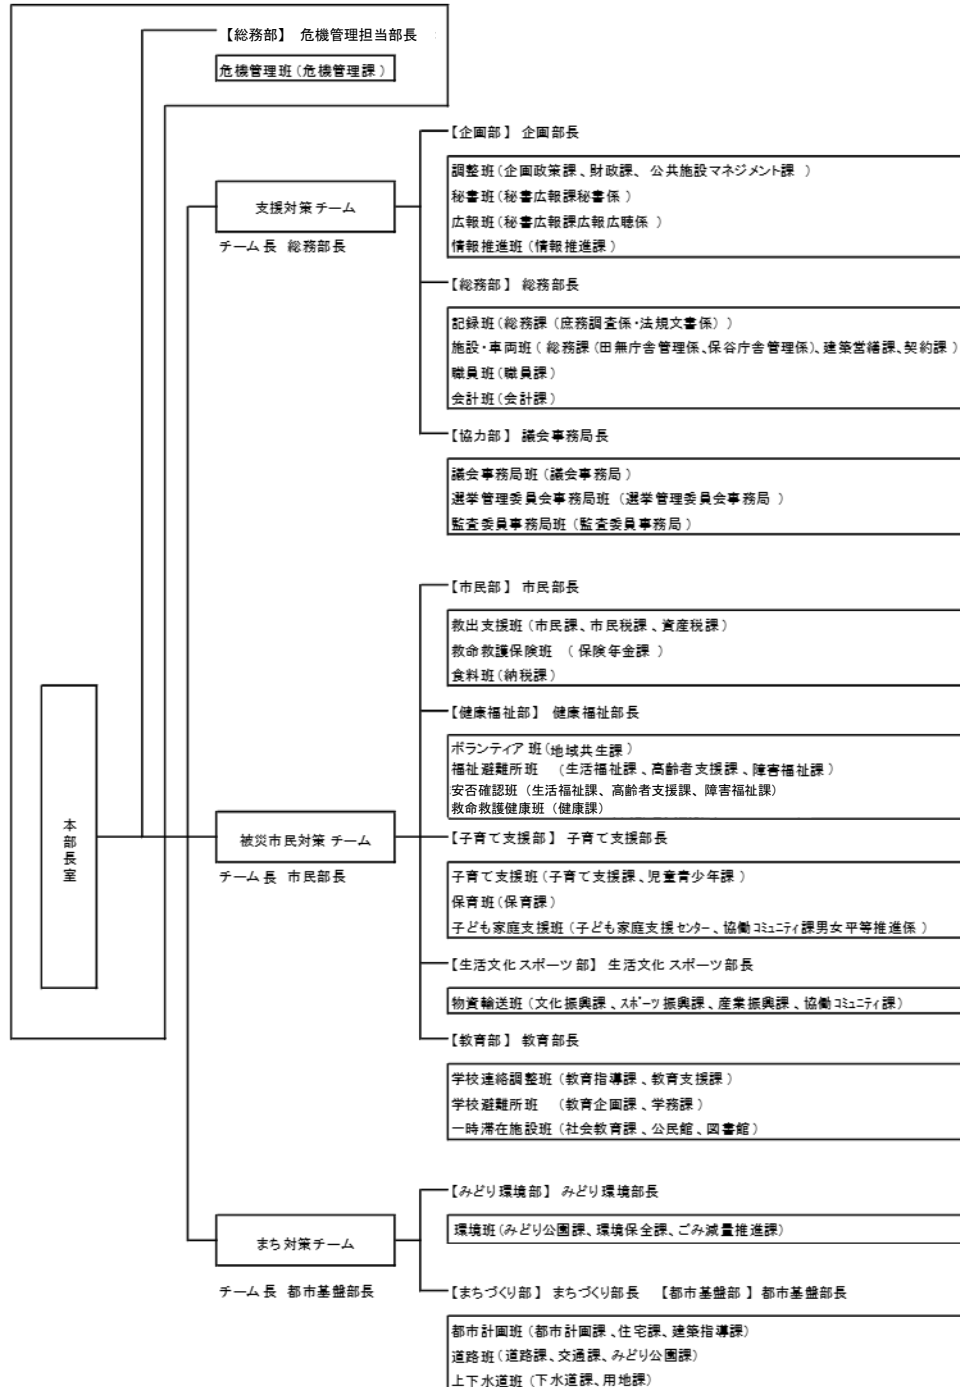 【総務部】 危機管理担当部長
危機管理班(危機管理課)
【企画部】 企画部長
調整班(企画政策課、財政課、公共施設マネジメント課)
秘書班(秘書広報課秘書係)
広報班(秘書広報課広報広聴係)
情報推進班(情報推進課)
支援対策チーム
チーム長 総務部長
【総務部】 総務部長
記録班(総務課(庶務調査係・法規文書係))
施設・車両班(総務課(田無庁舎管理係、保谷庁舎管理係)、建築営繕課、契約課)
職員班(職員課)
会計班(会計課)
【協力部】 議会事務局長
議会事務局班(議会事務局)
選挙管理委員会事務局班(選挙管理委員会事務局)
監査委員事務局班(監査委員事務局)
【市民部】 市民部長
救出支援班(市民課、市民税課、資産税課)
救命救護保険班(保険年金課)
食料班(納税課)
【健康福祉部】 健康福祉部長
ボランティア班(地域共生課)
福祉避難所班(生活福祉課、高齢者支援課、障害福祉課)
安否確認班(生活福祉課、高齢者支援課、障害福祉課)
救命救護健康班(健康課)
本部長室
被災市民対策チーム
チーム長 市民部長
【子育て支援部】 子育て支援部長
子育て支援班(子育て支援課、児童青少年課)
保育班(保育課)
子ども家庭支援班(子ども家庭支援センター、協働コミュニティ課男女平等推進係)
【生活文化スポーツ部】 生活文化スポーツ部長
物資輸送班(文化振興課、スポーツ振興課、産業振興課、協働コミュニティ課)
【教育部】 教育部長
学校連絡調整班(教育指導課、教育支援課)
学校避難所班(教育企画課、学務課)
一時滞在施設班(社会教育課、公民館、図書館)
【みどり環境部】 みどり環境部長
環境班(みどり公園課、環境保全課、ごみ減量推進課)
まち対策チーム
チーム長 都市基盤部長
【まちづくり部】 まちづくり部長 【都市基盤部】 都市基盤部長
都市計画班(都市計画課、住宅課、建築指導課)
道路班(道路課、交通課、みどり公園課)
上下水道班(下水道課、用地課)